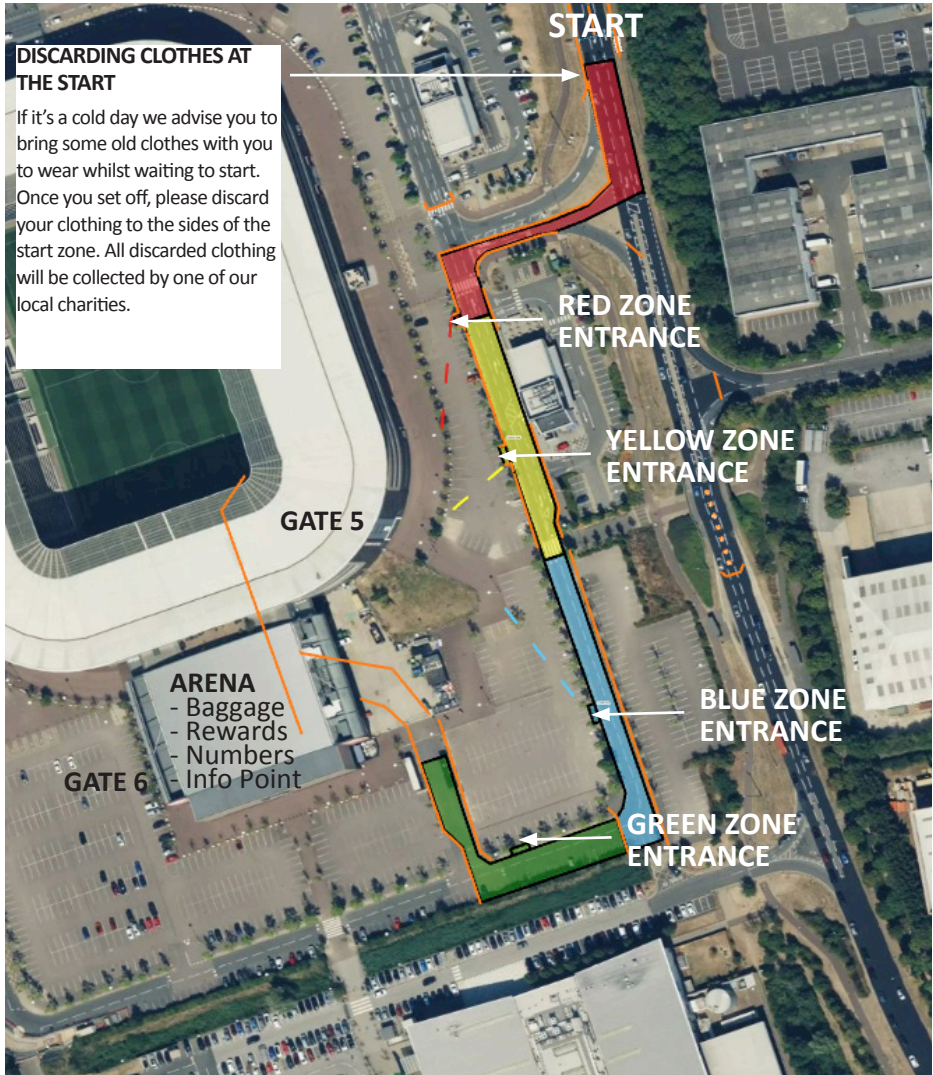 START
DISCARDING CLOTHES AT
THE START
If it’s a cold day we advise you to
bring some old clothes with you
to wear whilst waiting to start.
Once you set off, please discard
your clothing to the sides of the
start zone. All discarded clothing
will be collected by one of our
local charities.
RED ZONE
ENTRANCE
YELLOW ZONE
ENTRANCE
GATE 5
ARENA
- Baggage
- Rewards
- Numbers
- Info Point
GATE 6
BLUE ZONE
ENTRANCE
GREEN ZONE
ENTRANCE